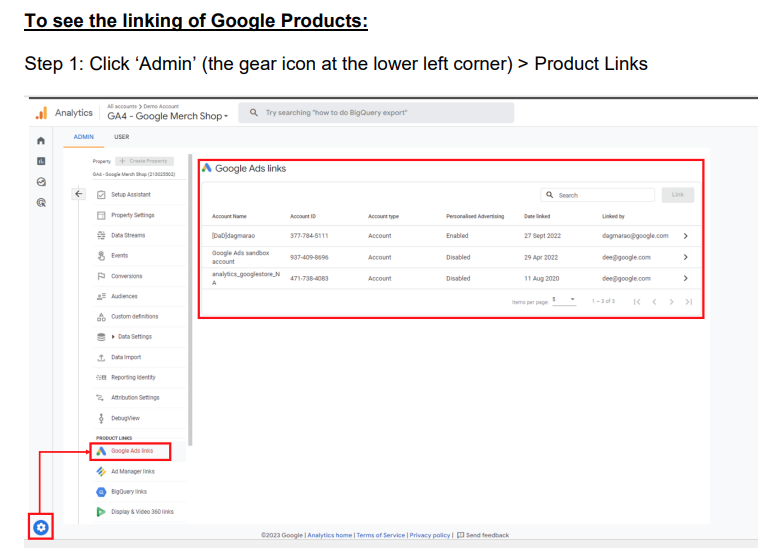 To see the linking of Google Products:
Step 1: Click ‘Admin’ (the gear icon at the lower left corner) > Product Links
Analytics
All accounts > Demo Account
GA4 - Google Merch Shop
Try searching "how to do BigQuery export"
ADMIN USER
Property + Create Property
GA4 - Google Merch Shop (213025502)
Setup Assistant
Property Settings
Data Streams
Events
Conversions
Audiences
Custom definitions
Data Settings
Data Import
Reporting Identity
Attribution Settings
DebugView
PRODUCT LINKS
Google Ads links
Ad Manager links
BigQuery links
Display & Video 360 links
Google Ads links
Search Link
Account Name Account ID Account type Personalised Advertising Date linked Linked by
[DaD]dagmarao 377-784-5111 Account Enabled 27 Sept 2022 dagmarao@google.com
Google Ads sandbox
account 937-409-8696 Account Disabled 29 Apr 2022 dee@google.com
analytics_googlestore_N
A 471-738-4083 Account Disabled 11 Aug 2020 dee@google.com
Items per page: 5 1 – 3 of 3
©2023 Google | Analytics home | Terms of Service | Privacy policy | Send feedback